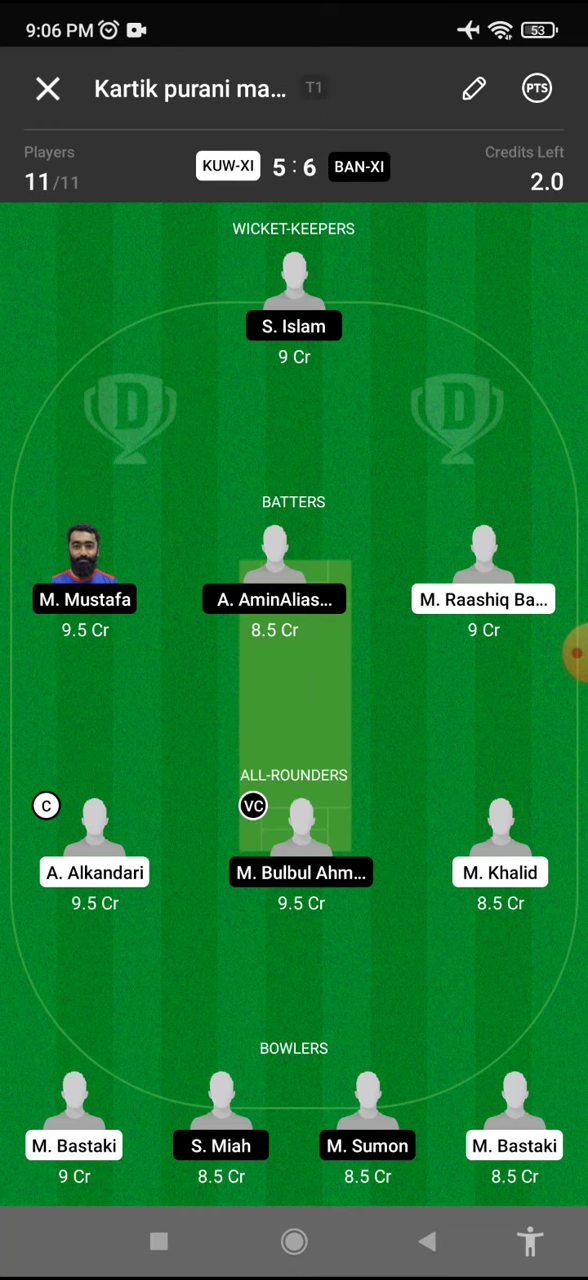 9:06 PM
53
Kartik purani ma... T1
PTS
Players
Credits Left
11/11
KUW-XI 5 : 6 BAN-XI
2.0
WICKET-KEEPERS
S. Islam
9 Cr
D D
BATTERS
M. Mustafa A. AminAlias... M. Raashiq Ba...
9.5 Cr 8.5 Cr 9 Cr
ALL-ROUNDERS
C VC
A. Alkandari M. Bulbul Ahm... M. Khalid
9.5 Cr 9.5 Cr 8.5 Cr
BOWLERS
M. Bastaki S. Miah M. Sumon M. Bastaki
9 Cr 8.5 Cr 8.5 Cr 8.5 Cr